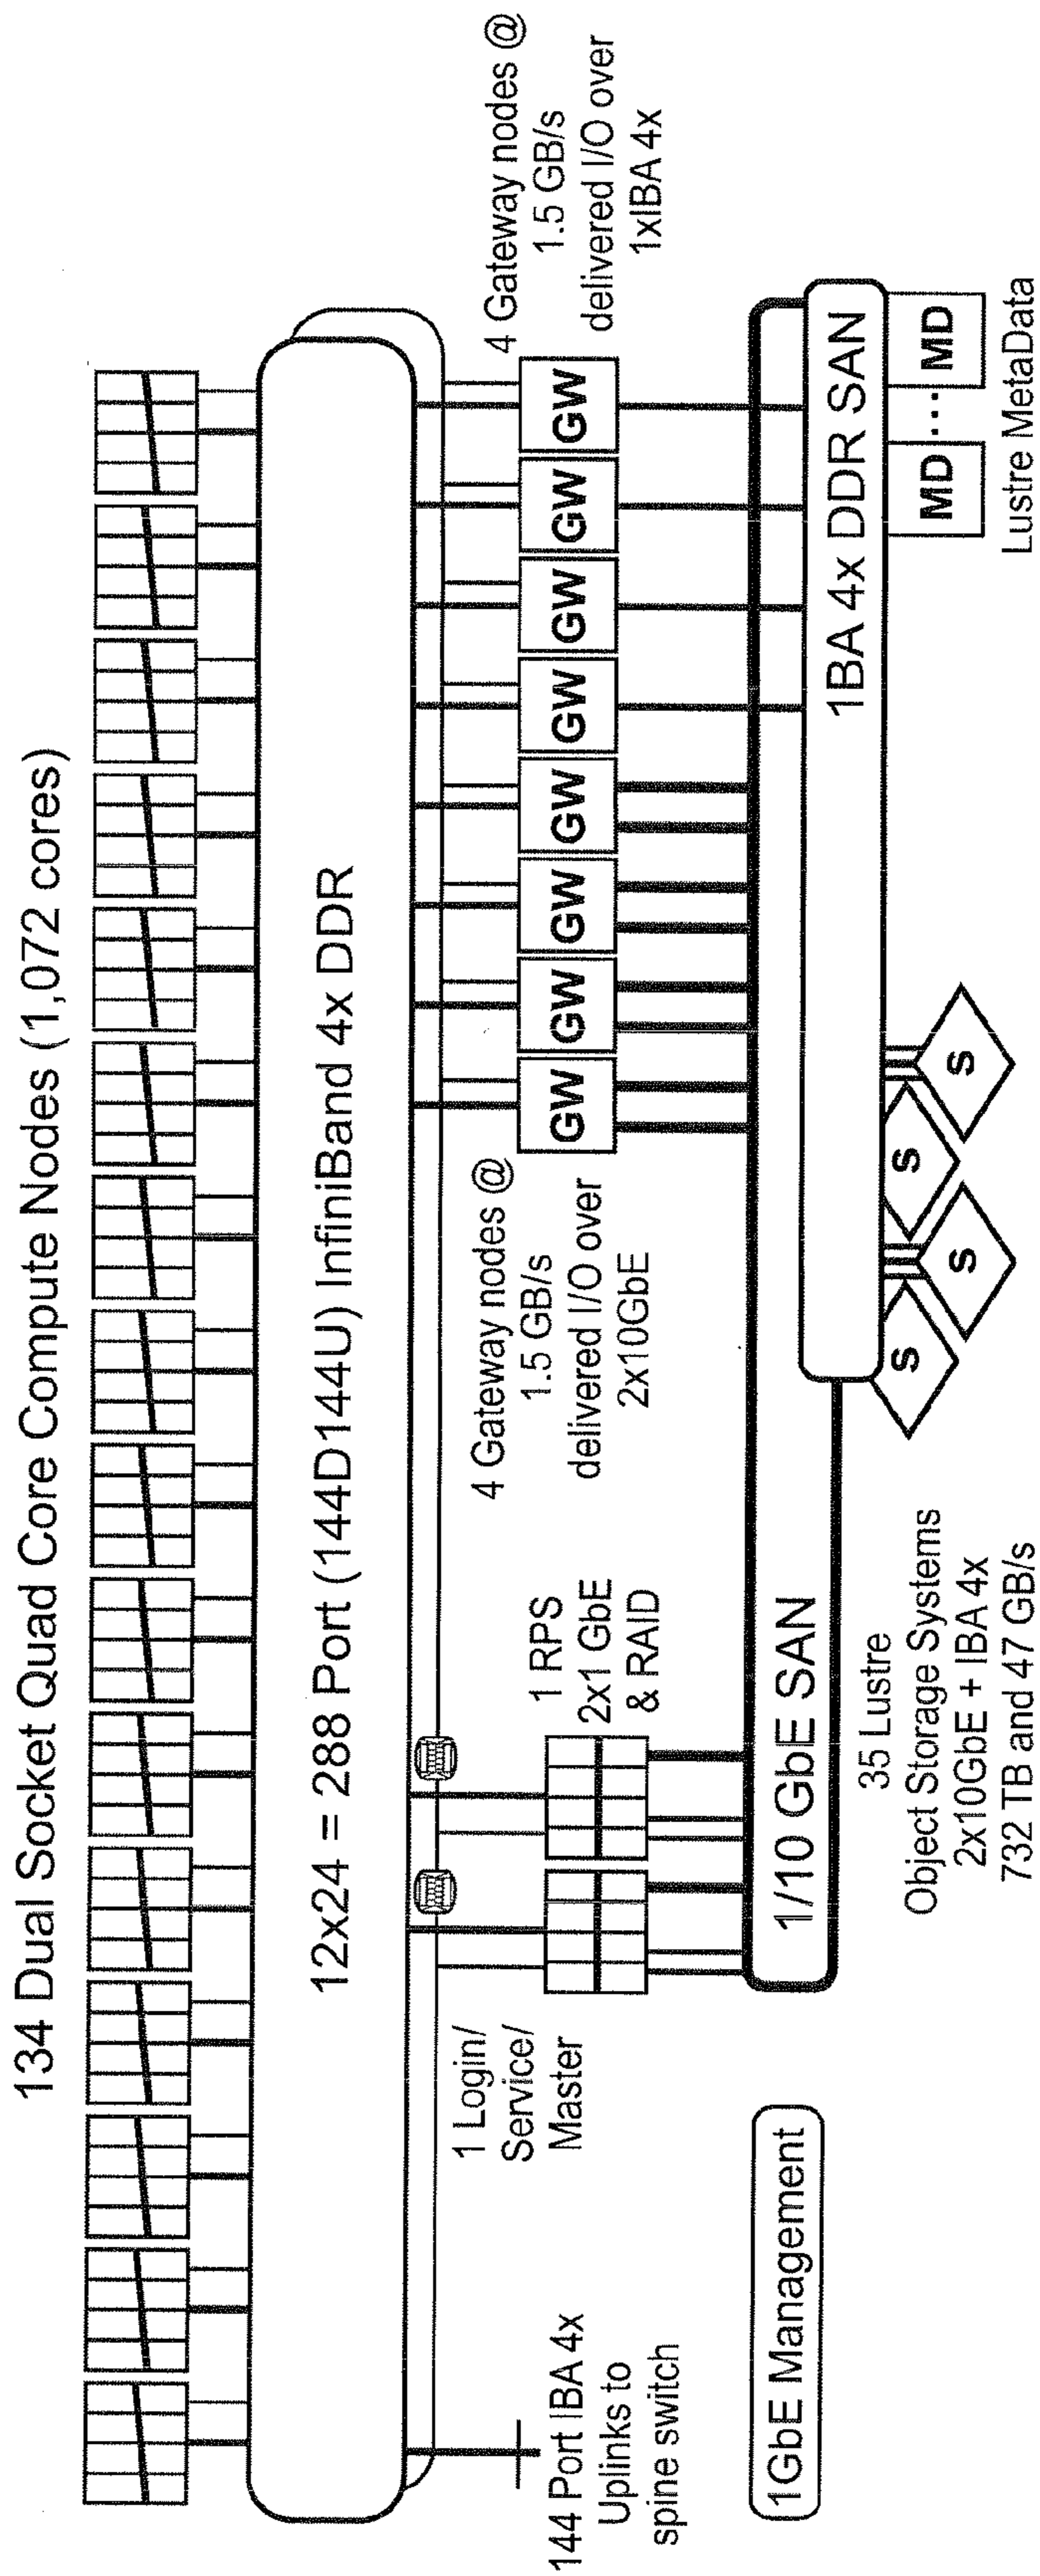 134 Dual Socket Quad Core Compute Nodes (1,072 cores)
12x24 = 288 Port (144D144U) InfiniBand 4x DDR
144 Port IBA 4x
Uplinks to
spine switch
1 Login/
Service/
Master
1 RPS
2x1 GbE
& RAID
4 Gateway nodes @
1.5 GB/s
delivered I/O over
2x10GbE
GW
GW
GW
GW
GW
GW
GW
GW
4 Gateway nodes @
1.5 GB/s
delivered I/O over
1xIBA 4x
1GbE Management
1/10 GbE SAN
1BA 4x DDR SAN
35 Lustre
Object Storage Systems
2x10GbE + IBA 4x
732 TB and 47 GB/s
S
S
S
S
MD ... MD
Lustre MetaData